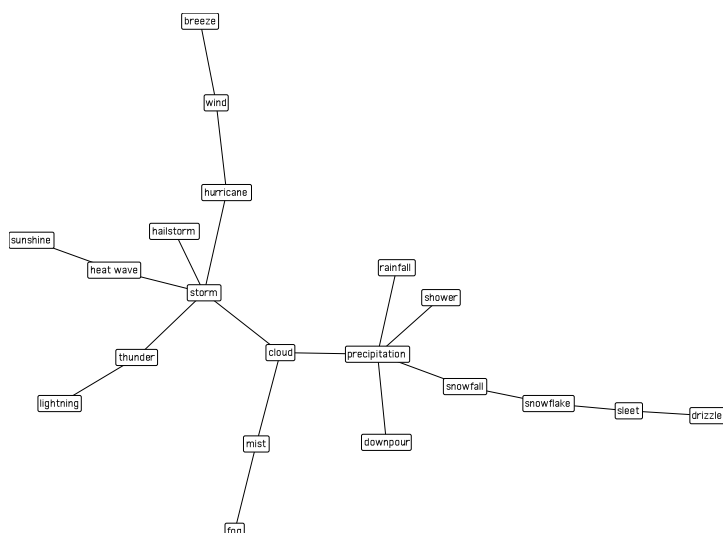 breeze
wind
hurricane
hailstorm
sunshine
heat wave
storm
rainfall
shower
thunder
cloud
precipitation
lightning
snowfall
snowflake
sleet
drizzle
mist
downpour
fog